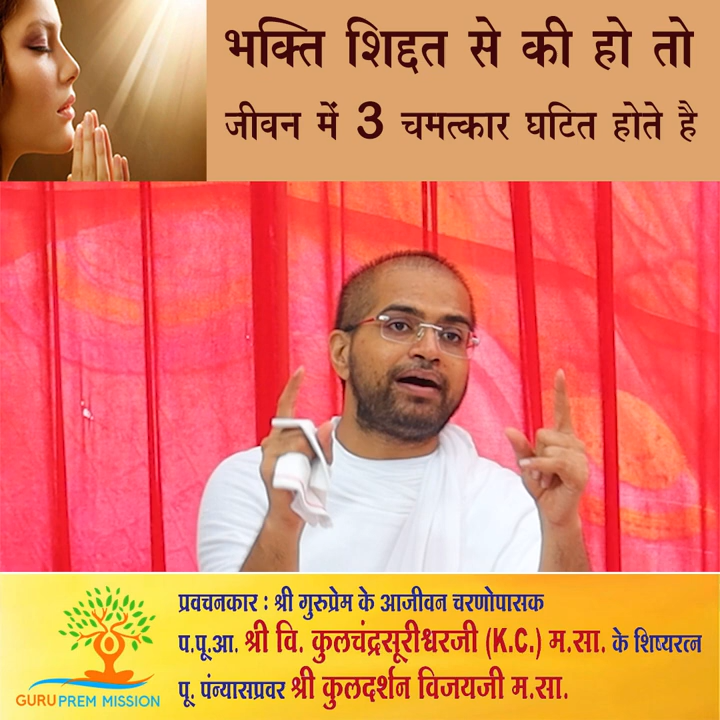 भक्ति शिद्दत से की हो तो
जीवन में 3 चमत्कार घटित होते है
प्रवचनकार : श्री गुरुप्रेम के आजीवन चरणोपासक
प.पू.आ. श्री वि. कुलचंद्रसूरीश्वरजी (K.C.) म.सा. के शिष्यरत्न
पू. पंन्यासप्रवर श्री कुलदर्शन विजयजी म.सा.
GURU PREM MISSION